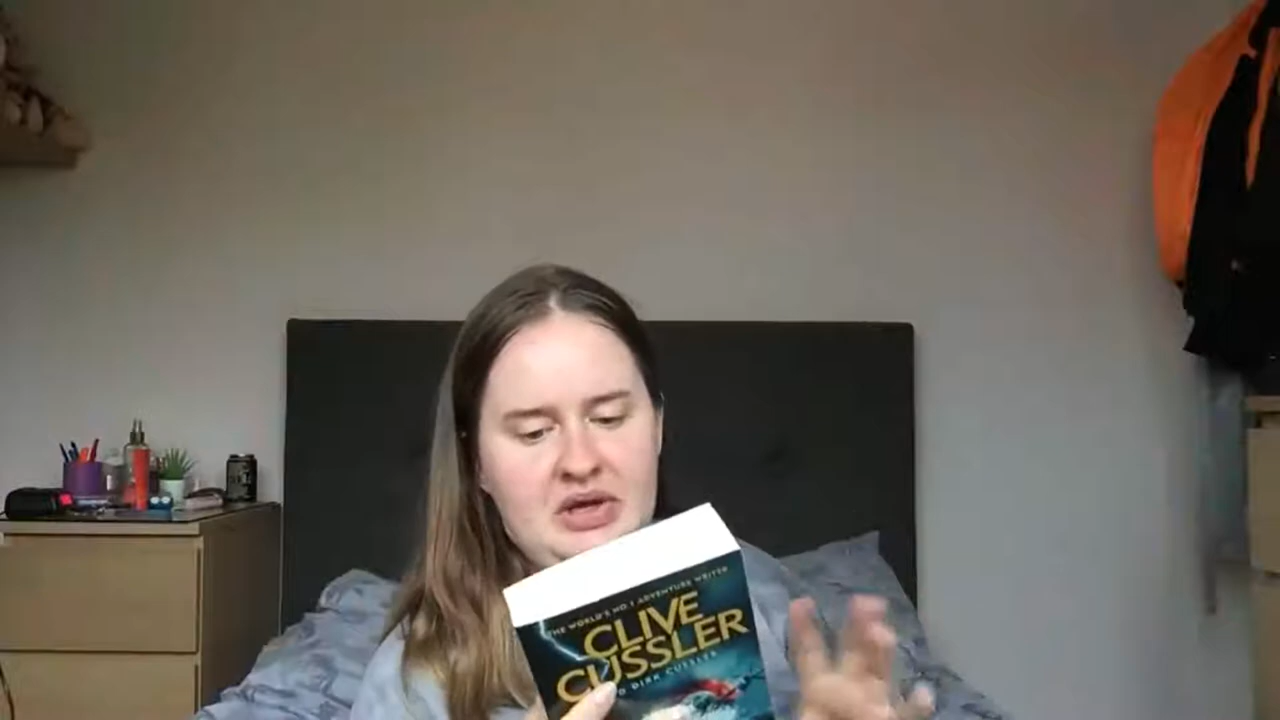 THE WORLD'S NO.1 ADVENTURE WRITER
CLIVE
CUSSLER
DIRK CUSSLER